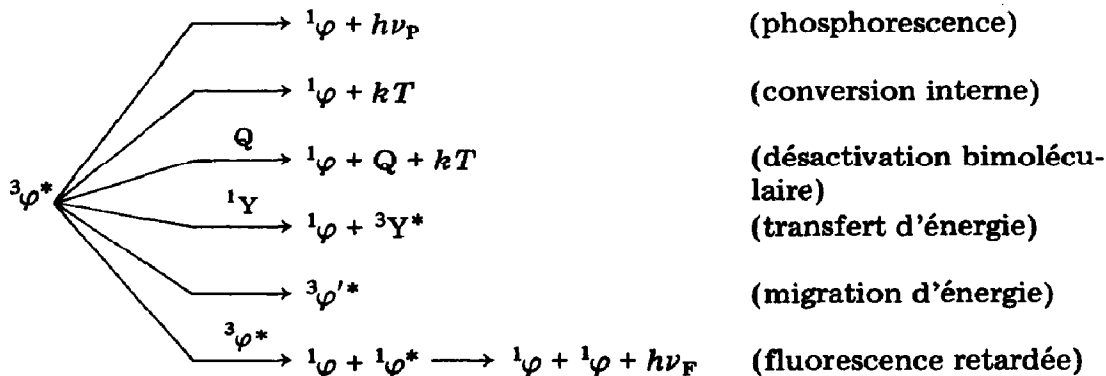 ¹φ + hν_P (phosphorescence)
¹φ + kT (conversion interne)
Q
¹φ + Q + kT (désactivation bimolécu-
laire)
³φ*
¹Y
¹φ + ³Y* (transfert d'énergie)
³φ′* (migration d'énergie)
³φ*
¹φ + ¹φ* → ¹φ + ¹φ + hν_F (fluorescence retardée)